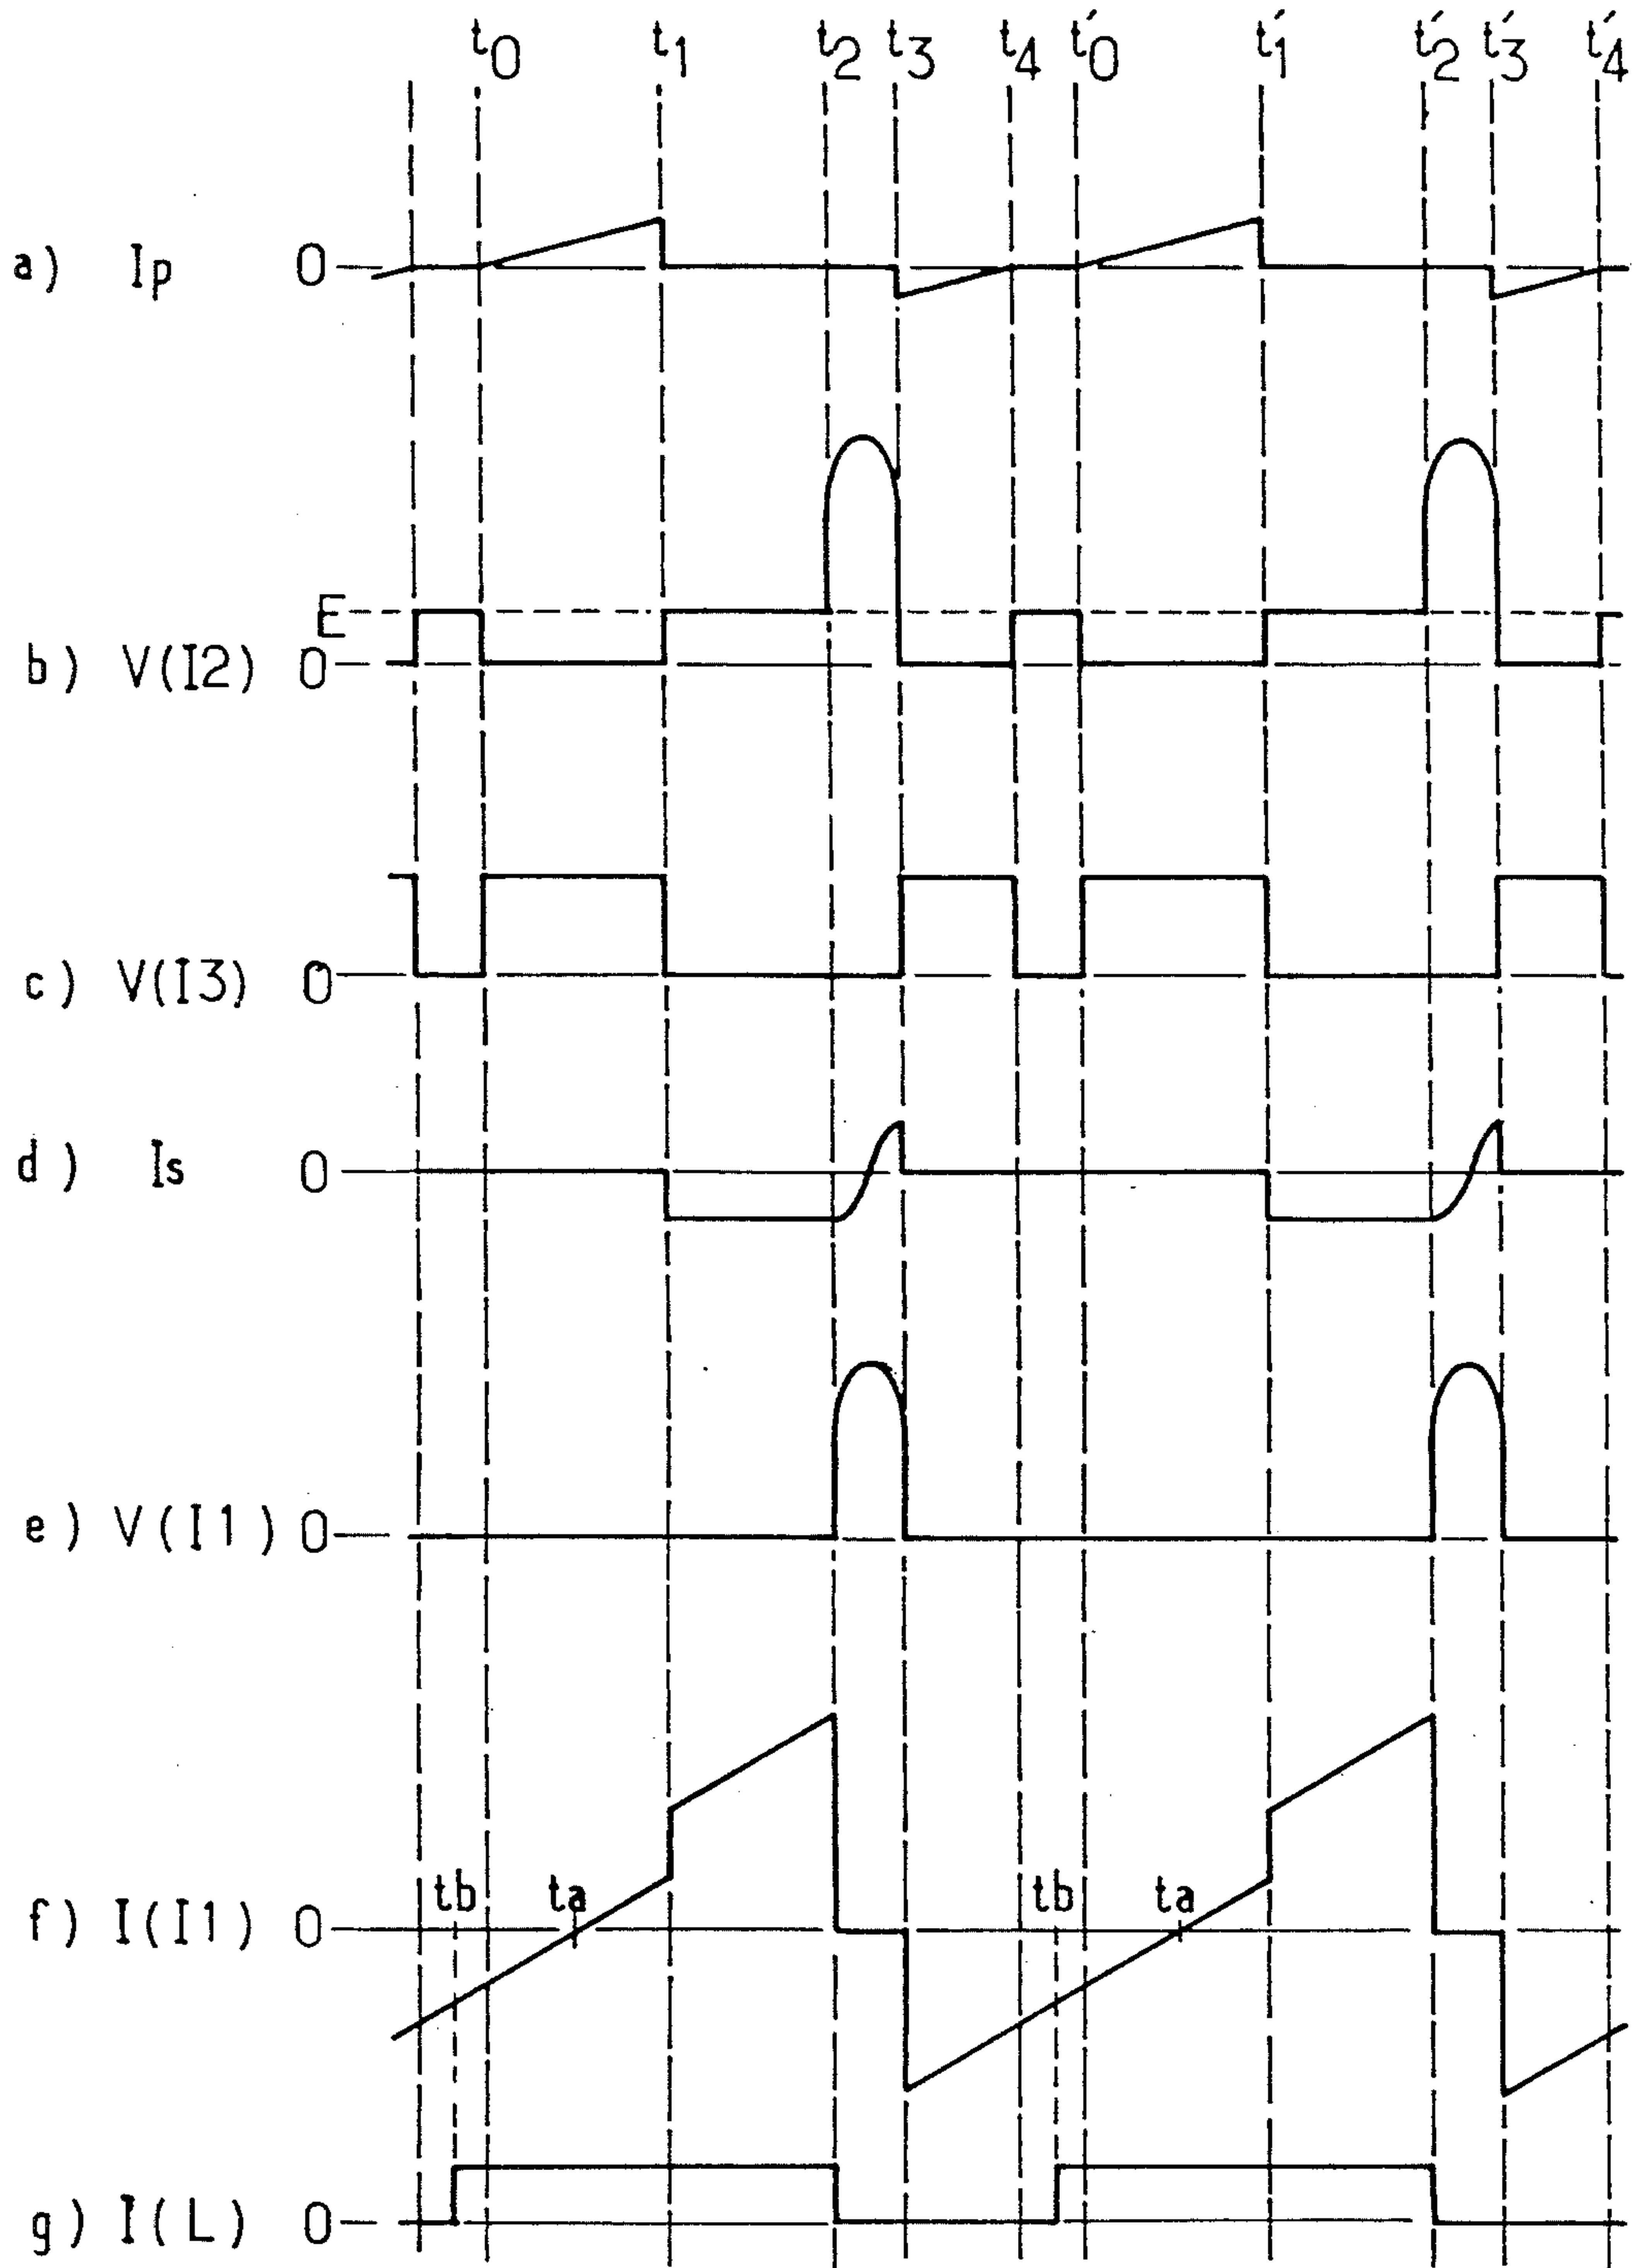 t0 t1 t2 t3 t4 t'0 t'1 t'2 t'3 t'4
a) Ip 0
E
b) V(I2) 0
c) V(I3) 0
d) Is 0
e) V(I1) 0
tb ta tb ta
f) I(I1) 0
g) I(L) 0